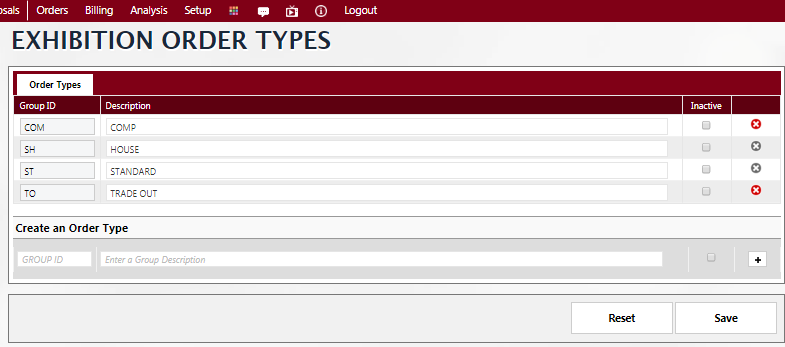 osals Orders Billing Analysis Setup Logout
EXHIBITION ORDER TYPES
Order Types
Group ID Description Inactive
COM COMP
SH HOUSE
ST STANDARD
TO TRADE OUT
Create an Order Type
GROUP ID Enter a Group Description
Reset Save